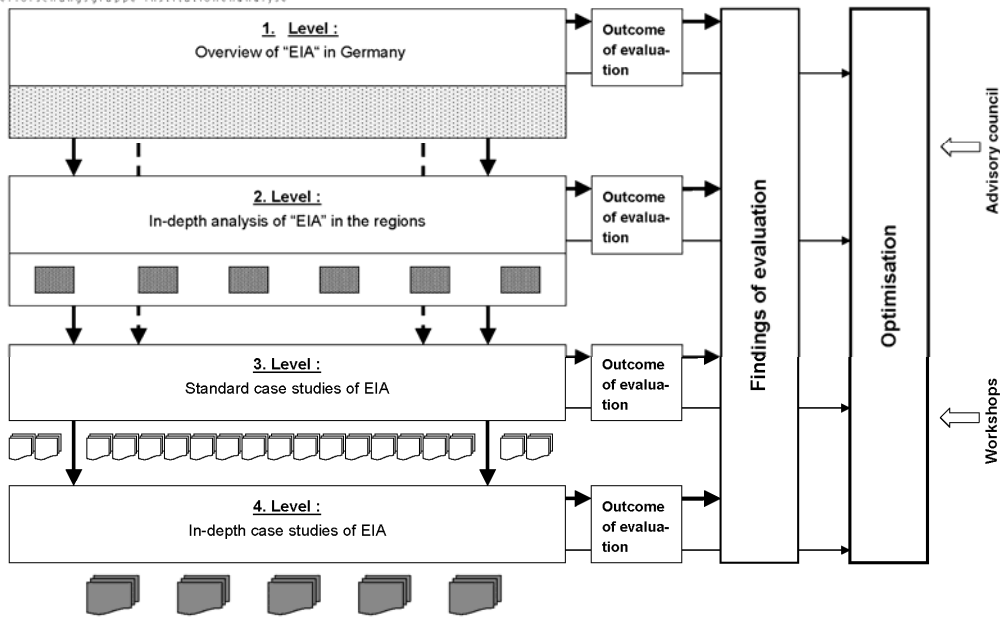 1. Level :
Overview of "EIA" in Germany
Outcome
of evalua-
tion
2. Level :
In-depth analysis of "EIA" in the regions
Outcome
of evalua-
tion
3. Level :
Standard case studies of EIA
Outcome
of evalua-
tion
4. Level :
In-depth case studies of EIA
Outcome
of evalua-
tion
Findings of evaluation
Optimisation
Advisory council
Workshops